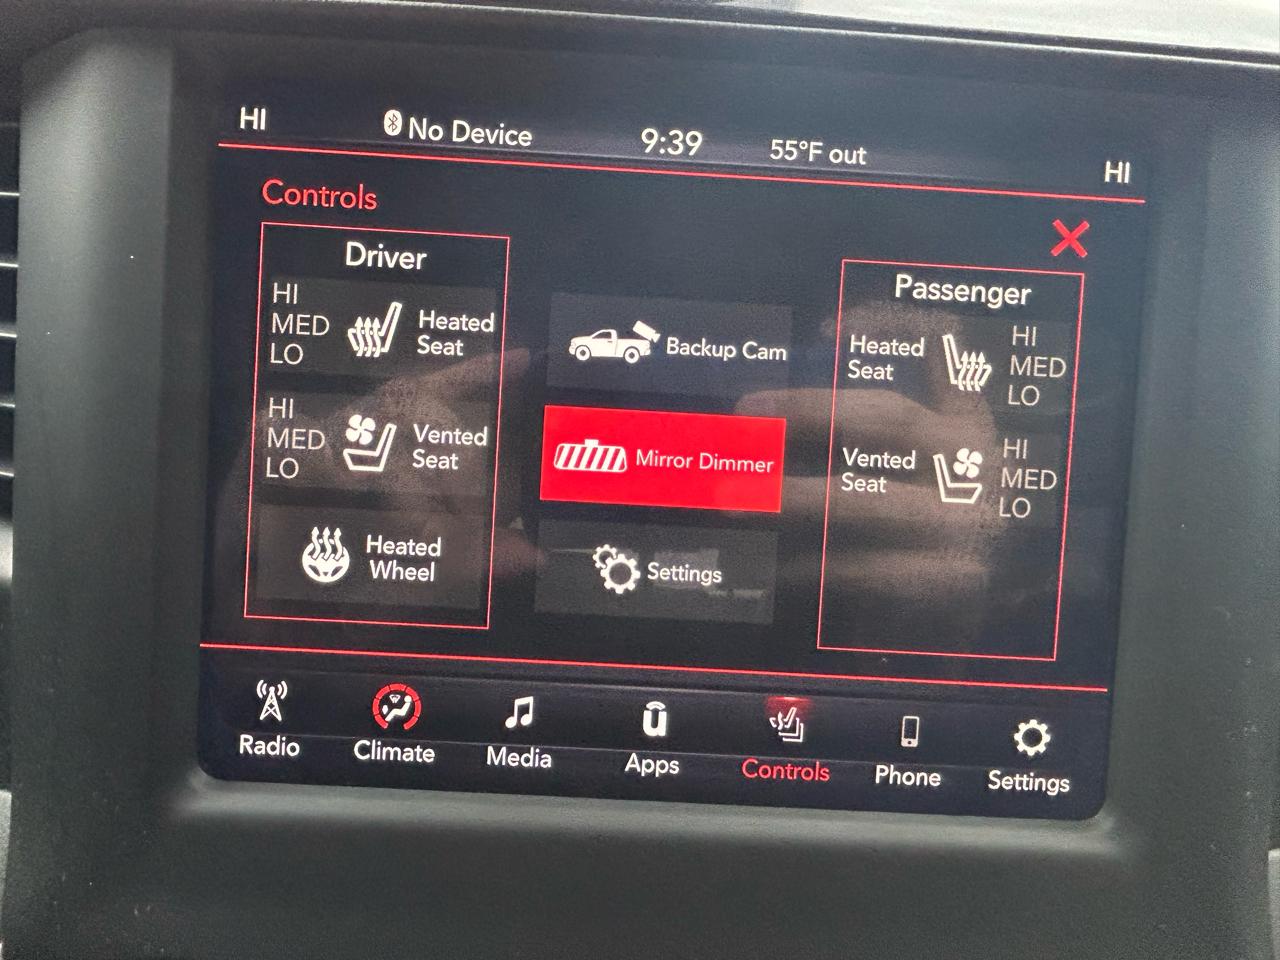 HI
No Device
9:39
55°F out
HI
Controls
Driver
HI
MED
LO
Heated
Seat
HI
MED
LO
Vented
Seat
Heated
Wheel
Backup Cam
Mirror Dimmer
Settings
Passenger
Heated
Seat
HI
MED
LO
Vented
Seat
HI
MED
LO
Radio
Climate
Media
Apps
Controls
Phone
Settings